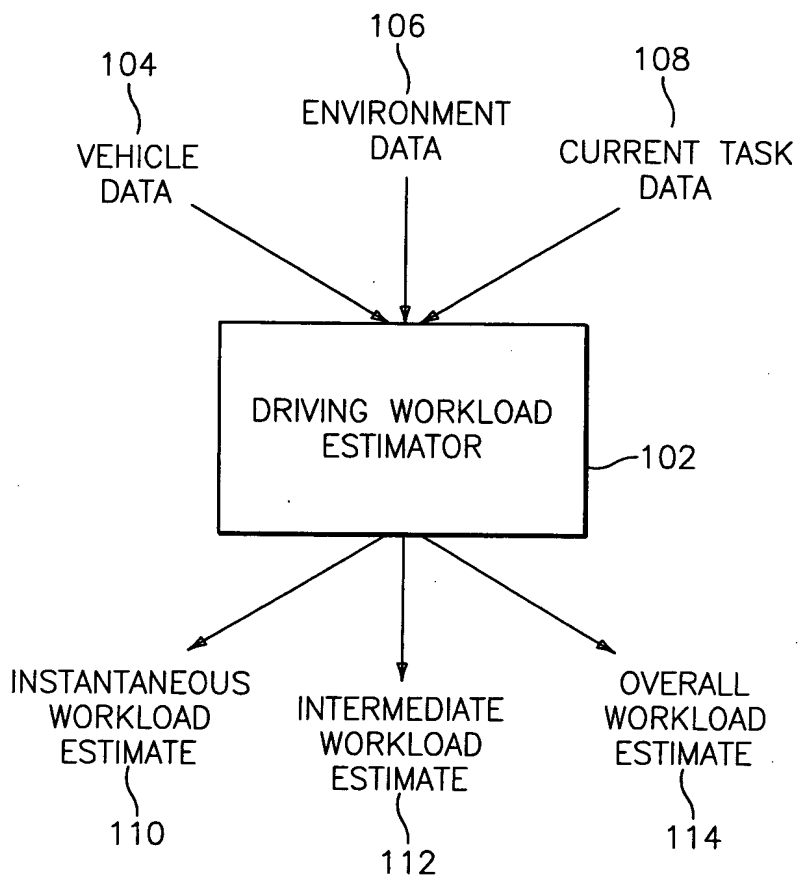 106
104
108
ENVIRONMENT
DATA
VEHICLE
DATA
CURRENT TASK
DATA
DRIVING WORKLOAD
ESTIMATOR
102
INSTANTANEOUS
WORKLOAD
ESTIMATE
110
INTERMEDIATE
WORKLOAD
ESTIMATE
112
OVERALL
WORKLOAD
ESTIMATE
114